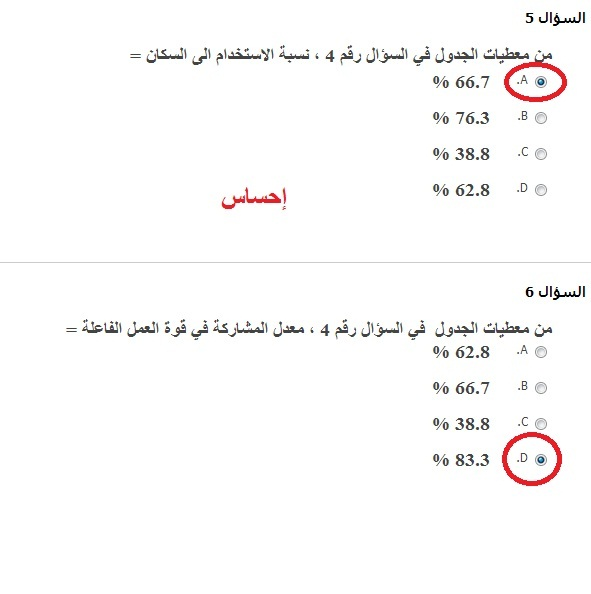 السؤال 5
من معطيات الجدول في السؤال رقم 4 ، نسبة الاستخدام الى السكان =
A. 66.7 %
B. 76.3 %
C. 38.8 %
D. 62.8 %
إحساس
السؤال 6
من معطيات الجدول في السؤال رقم 4 ، معدل المشاركة في قوة العمل الفاعلة =
A. 62.8 %
B. 66.7 %
C. 38.8 %
D. 83.3 %